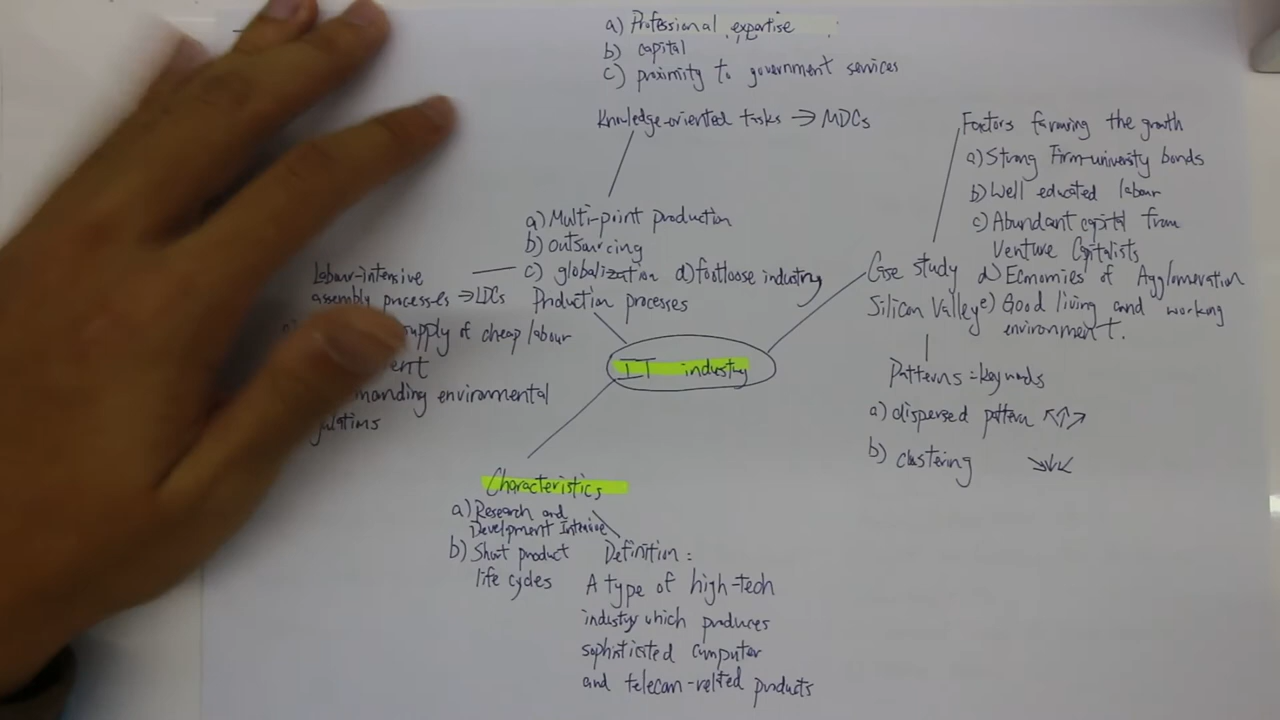 a) Professional expertise
b) capital
c) proximity to government services
Knowledge-oriented tasks → MDCs
a) Multi-point production
b) outsourcing
c) globalization d) footloose industry
Production processes
Labour-intensive
assembly processes → LDCs
supply of cheap labour
environmental
IT industry
Factors favouring the growth
a) Strong Firm-university bonds
b) Well educated labour
c) Abundant capital from
Venture Capitalists
d) Economies of Agglomeration
e) Good living and working
environment.
Case study
Silicon Valley
Patterns = keywords
a) dispersed pattern ↖↑↗
b) clustering ↘↓↙
Characteristics
a) Research and
Development Intensive
b) Short product
life cycles
Definition :
A type of high-tech
industry which produces
sophisticated computer
and telecom-related products